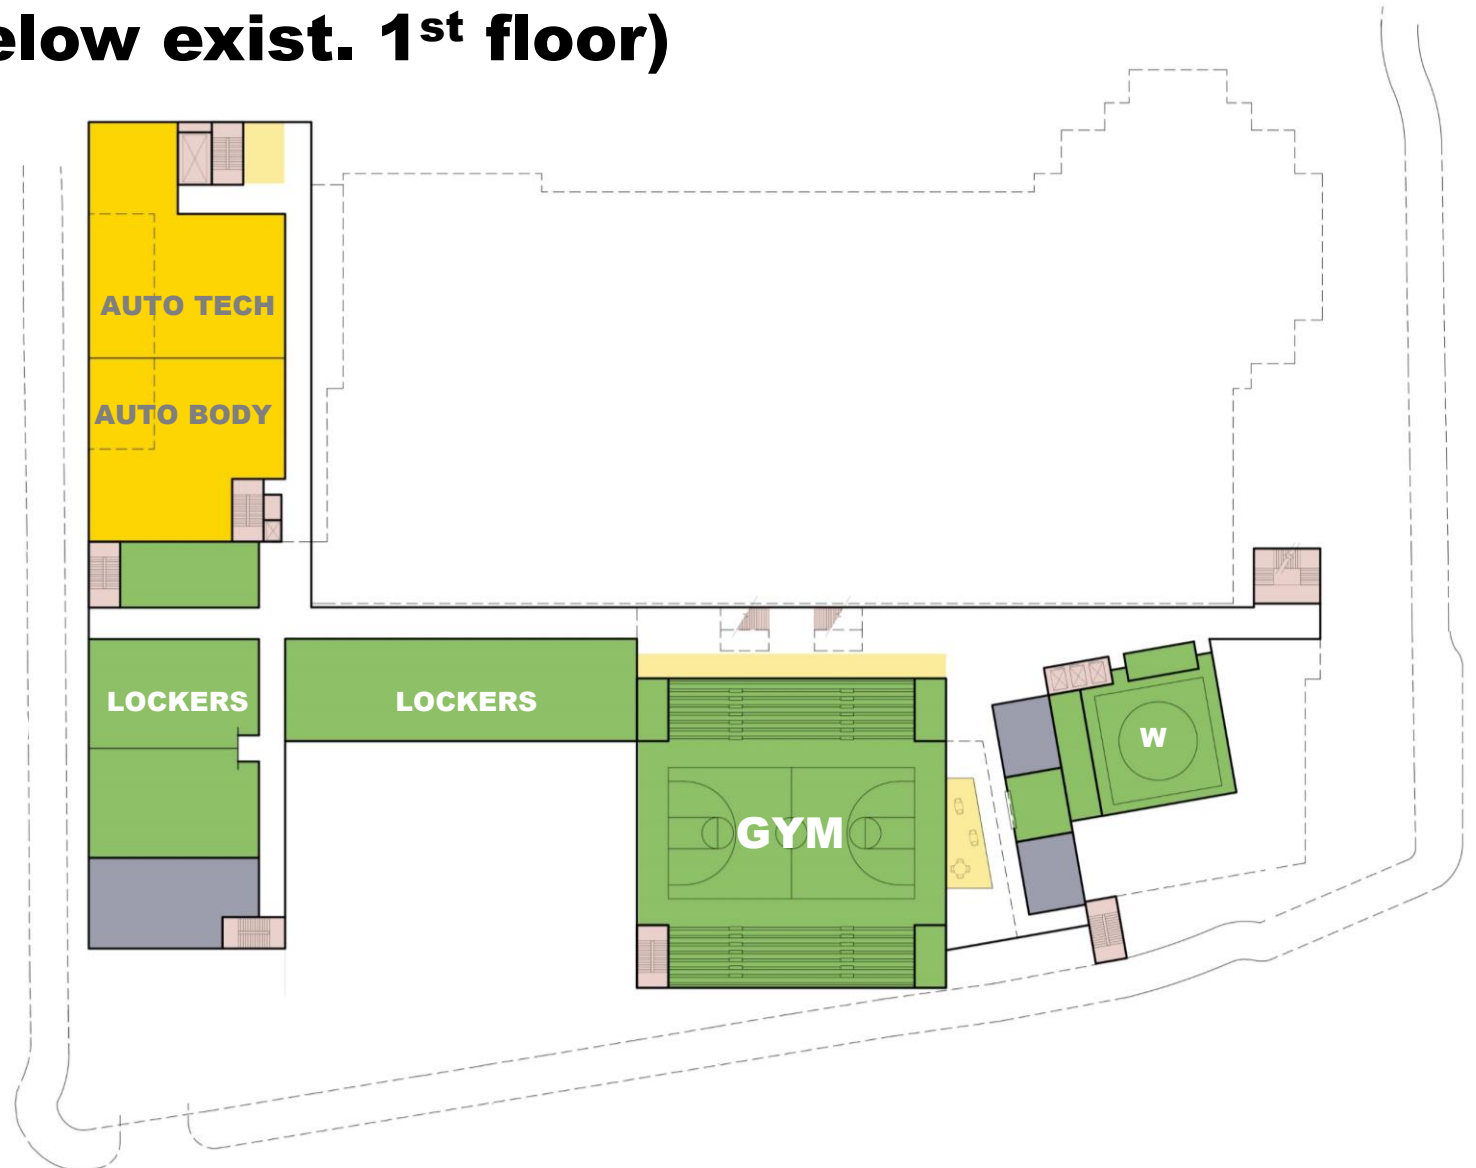 elow exist. 1st floor)
AUTO TECH
AUTO BODY
LOCKERS
LOCKERS
W
GYM